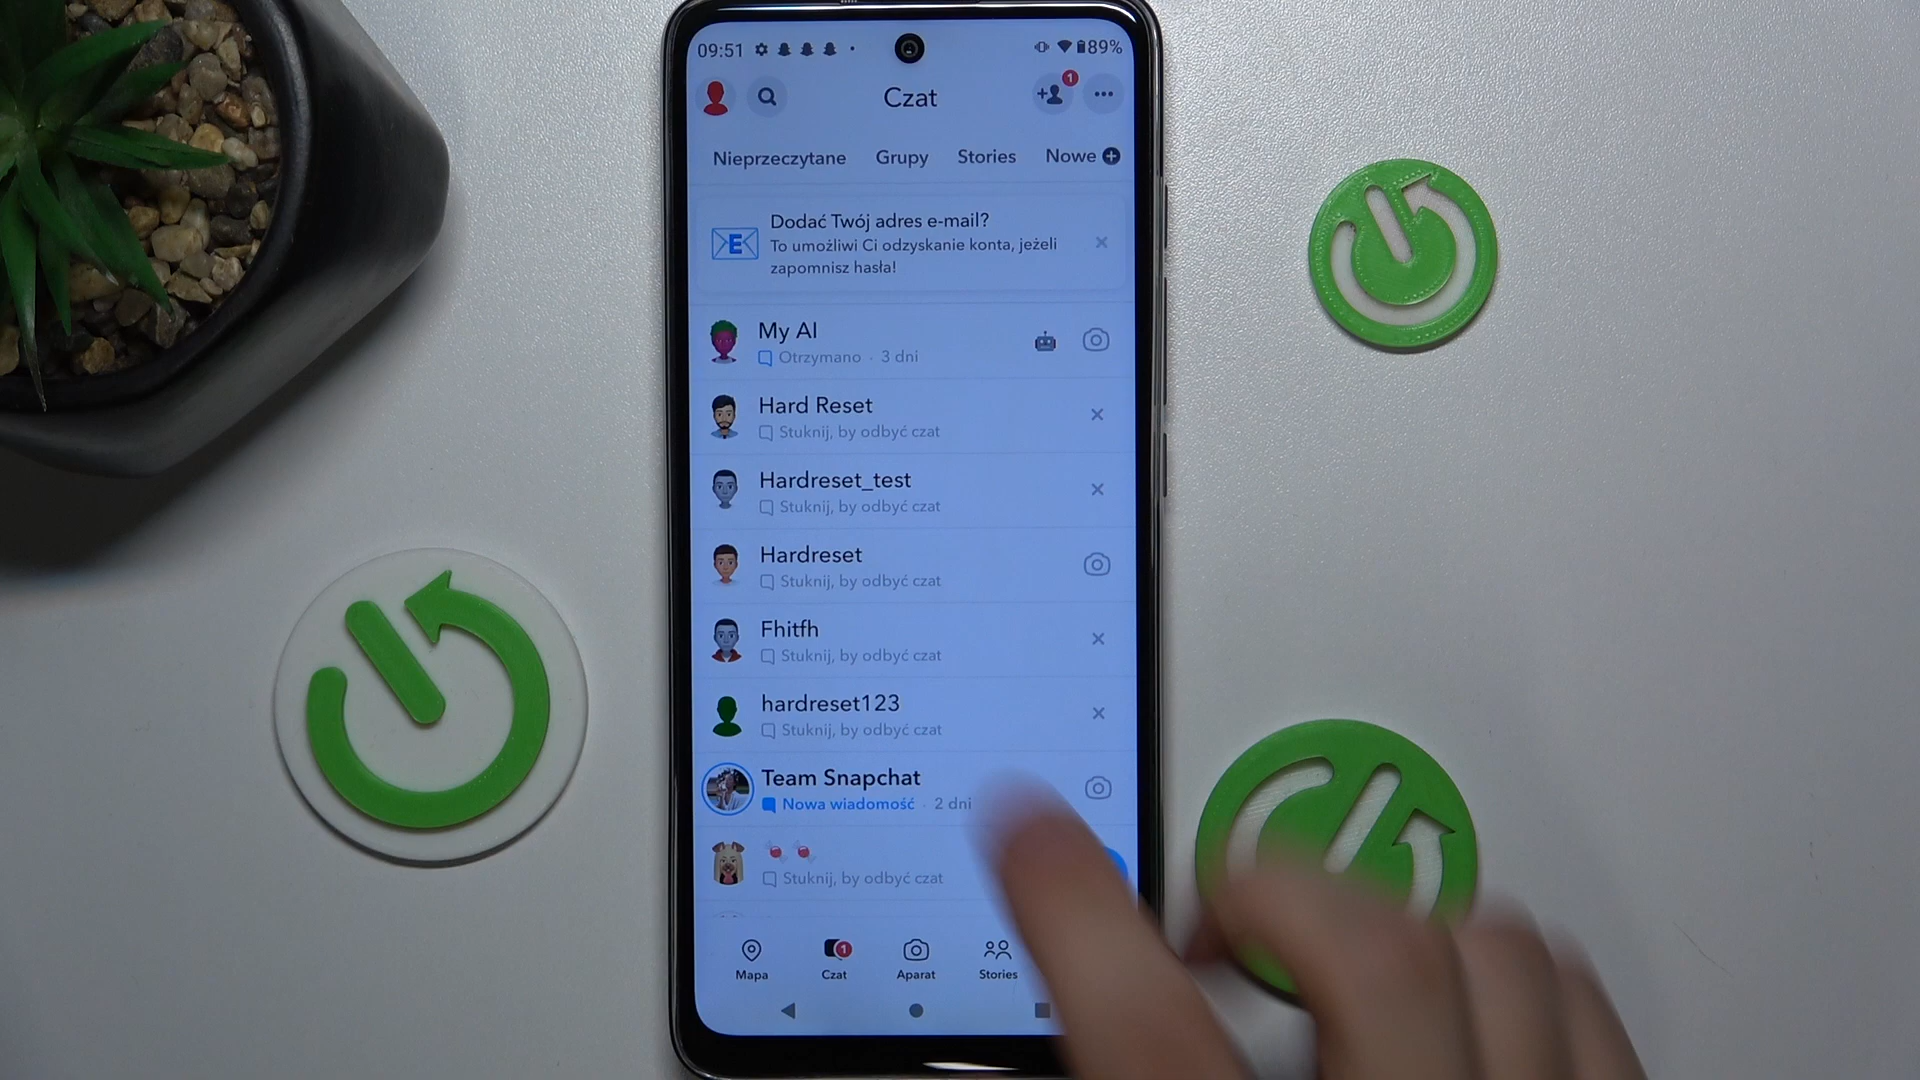 09:51
89%
Czat
1
Nieprzeczytane Grupy Stories Nowe
Dodać Twój adres e-mail?
E
To umożliwi Ci odzyskanie konta, jeżeli
zapomnisz hasła!
My AI
Otrzymano · 3 dni
Hard Reset
Stuknij, by odbyć czat
Hardreset_test
Stuknij, by odbyć czat
Hardreset
Stuknij, by odbyć czat
Fhitfh
Stuknij, by odbyć czat
hardreset123
Stuknij, by odbyć czat
Team Snapchat
Nowa wiadomość · 2 dni
Stuknij, by odbyć czat
1
Mapa Czat Aparat Stories